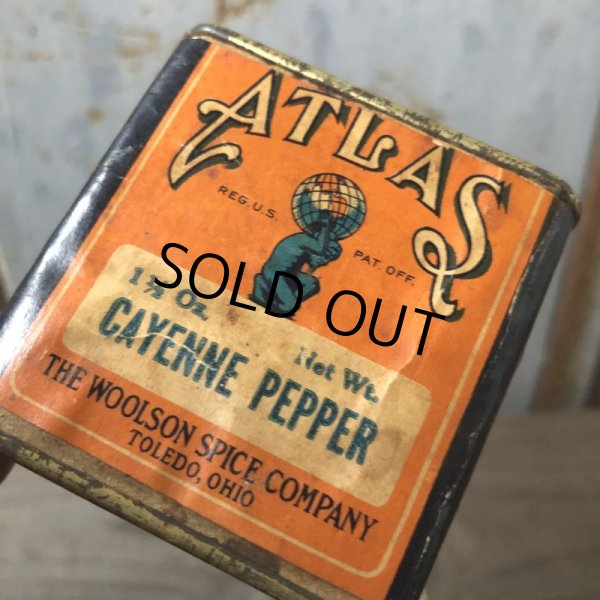 ATLAS
REG. U.S. PAT. OFF.
SOLD OUT
1½ Oz. Net Wt.
CAYENNE PEPPER
THE WOOLSON SPICE COMPANY
TOLEDO, OHIO